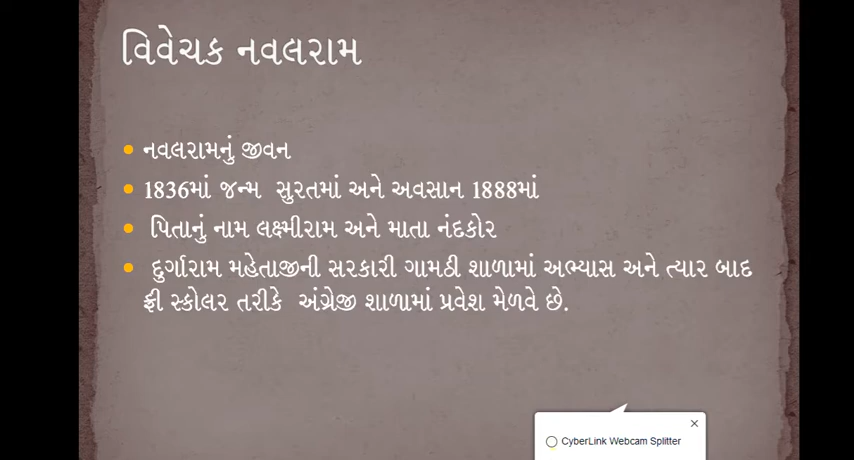 વિવેચક નવલરામ
નવલરામનું જીવન
1836માં જન્મ સુરતમાં અને અવસાન 1888માં
પિતાનું નામ લક્ષ્મીરામ અને માતા નંદકોર
દુર્ગારામ મહેતાજીની સરકારી ગામઠી શાળામાં અભ્યાસ અને ત્યાર બાદ
ફ્રી સ્કોલર તરીકે અંગ્રેજી શાળામાં પ્રવેશ મેળવે છે.
CyberLink Webcam Splitter